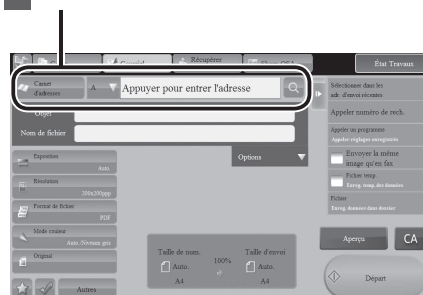 Courriel
Récupérer
État Travaux
Carnet
d'adresses
A
Appuyer pour entrer l'adresse
Sélectionner dans les
adr. d'envoi récentes
Objet
Appeler numéro de rech.
Nom de fichier
Appeler un programme
Appeler réglages enregistrés
Exposition
Auto.
Options
Envoyer la même
image qu'en fax
Résolution
200x200ppp
Fichier temp.
Enreg. temp. des données
Format de fichier
PDF
Fichier
Enreg. données dans dossier
Mode couleur
Auto./Niveaux gris
Aperçu
CA
Original
Taille de num.
Auto.
A4
100%
Taille d'envoi
Auto.
A4
Départ
Autres